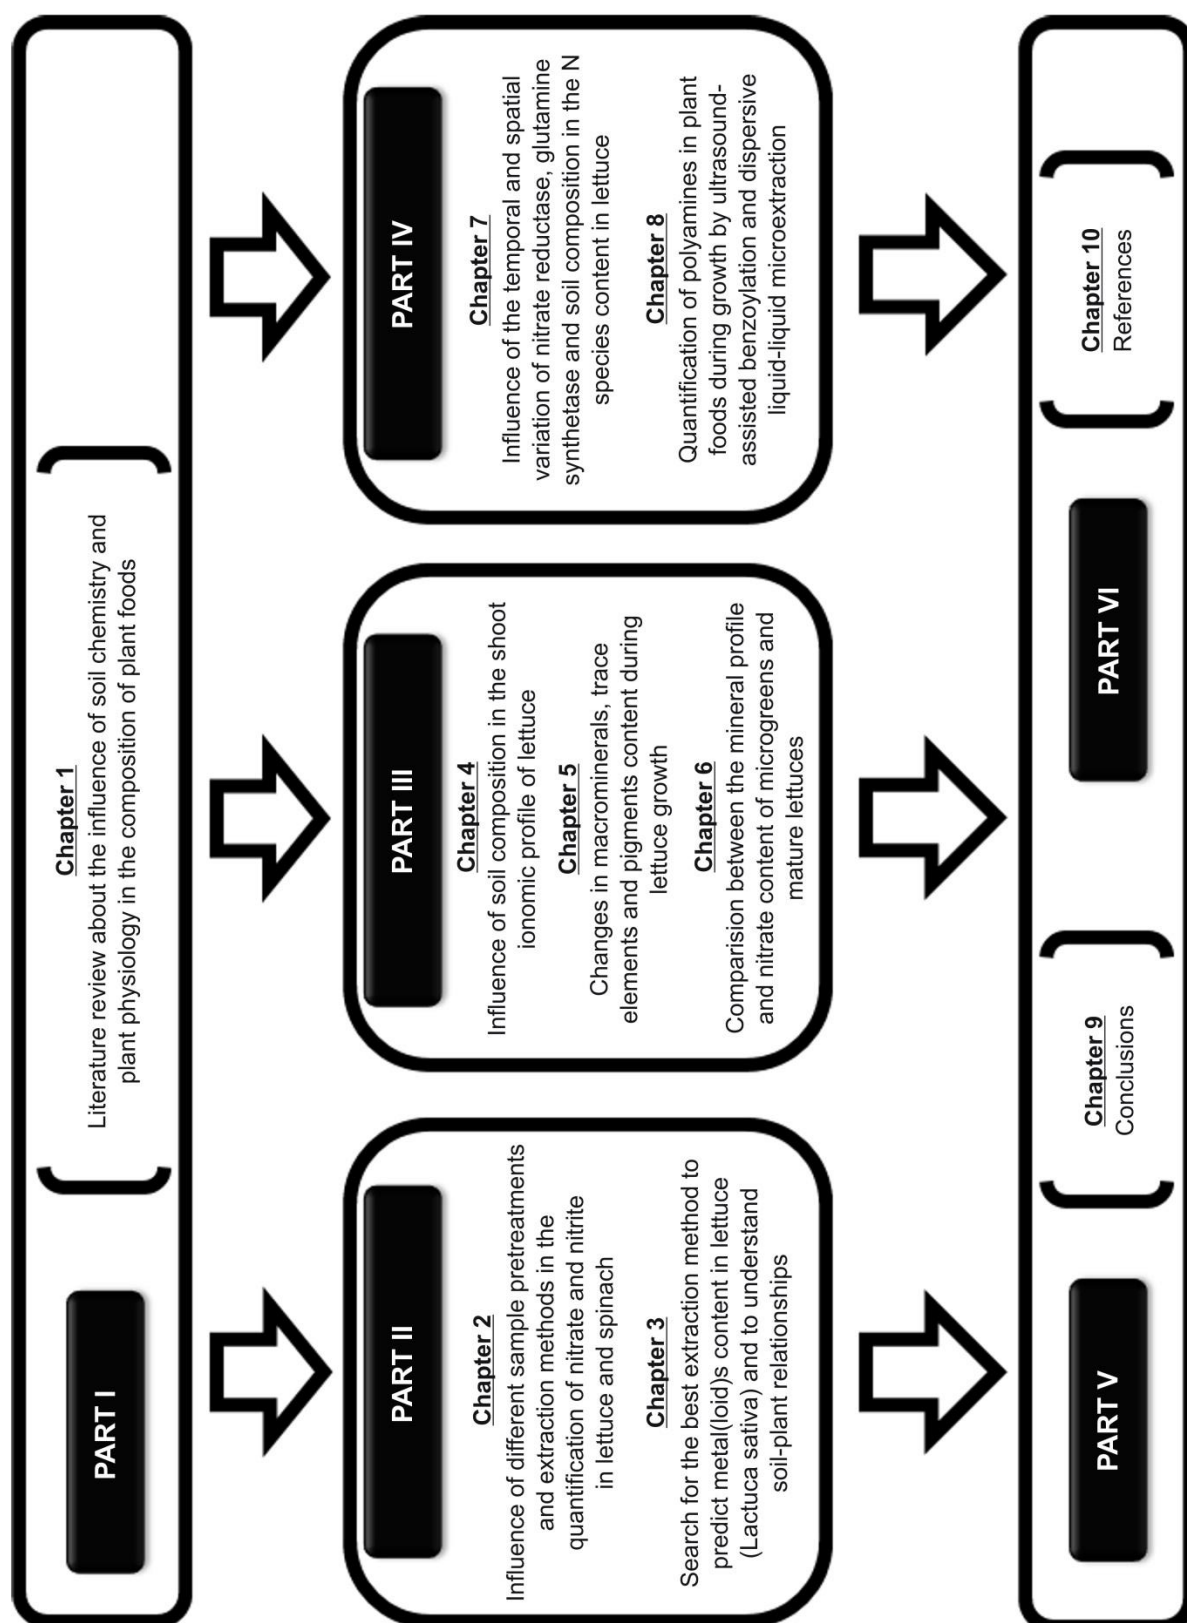 PART I
Chapter 1
Literature review about the influence of soil chemistry and
plant physiology in the composition of plant foods
PART II
Chapter 2
Influence of different sample pretreatments
and extraction methods in the
quantification of nitrate and nitrite
in lettuce and spinach
Chapter 3
Search for the best extraction method to
predict metal(loid)s content in lettuce
(Lactuca sativa) and to understand
soil-plant relationships
PART III
Chapter 4
Influence of soil composition in the shoot
ionomic profile of lettuce
Chapter 5
Changes in macrominerals, trace
elements and pigments content during
lettuce growth
Chapter 6
Comparision between the mineral profile
and nitrate content of microgreens and
mature lettuces
PART IV
Chapter 7
Influence of the temporal and spatial
variation of nitrate reductase, glutamine
synthetase and soil composition in the N
species content in lettuce
Chapter 8
Quantification of polyamines in plant
foods during growth by ultrasound-
assisted benzoylation and dispersive
liquid-liquid microextraction
PART V
Chapter 9
Conclusions
PART VI
Chapter 10
References